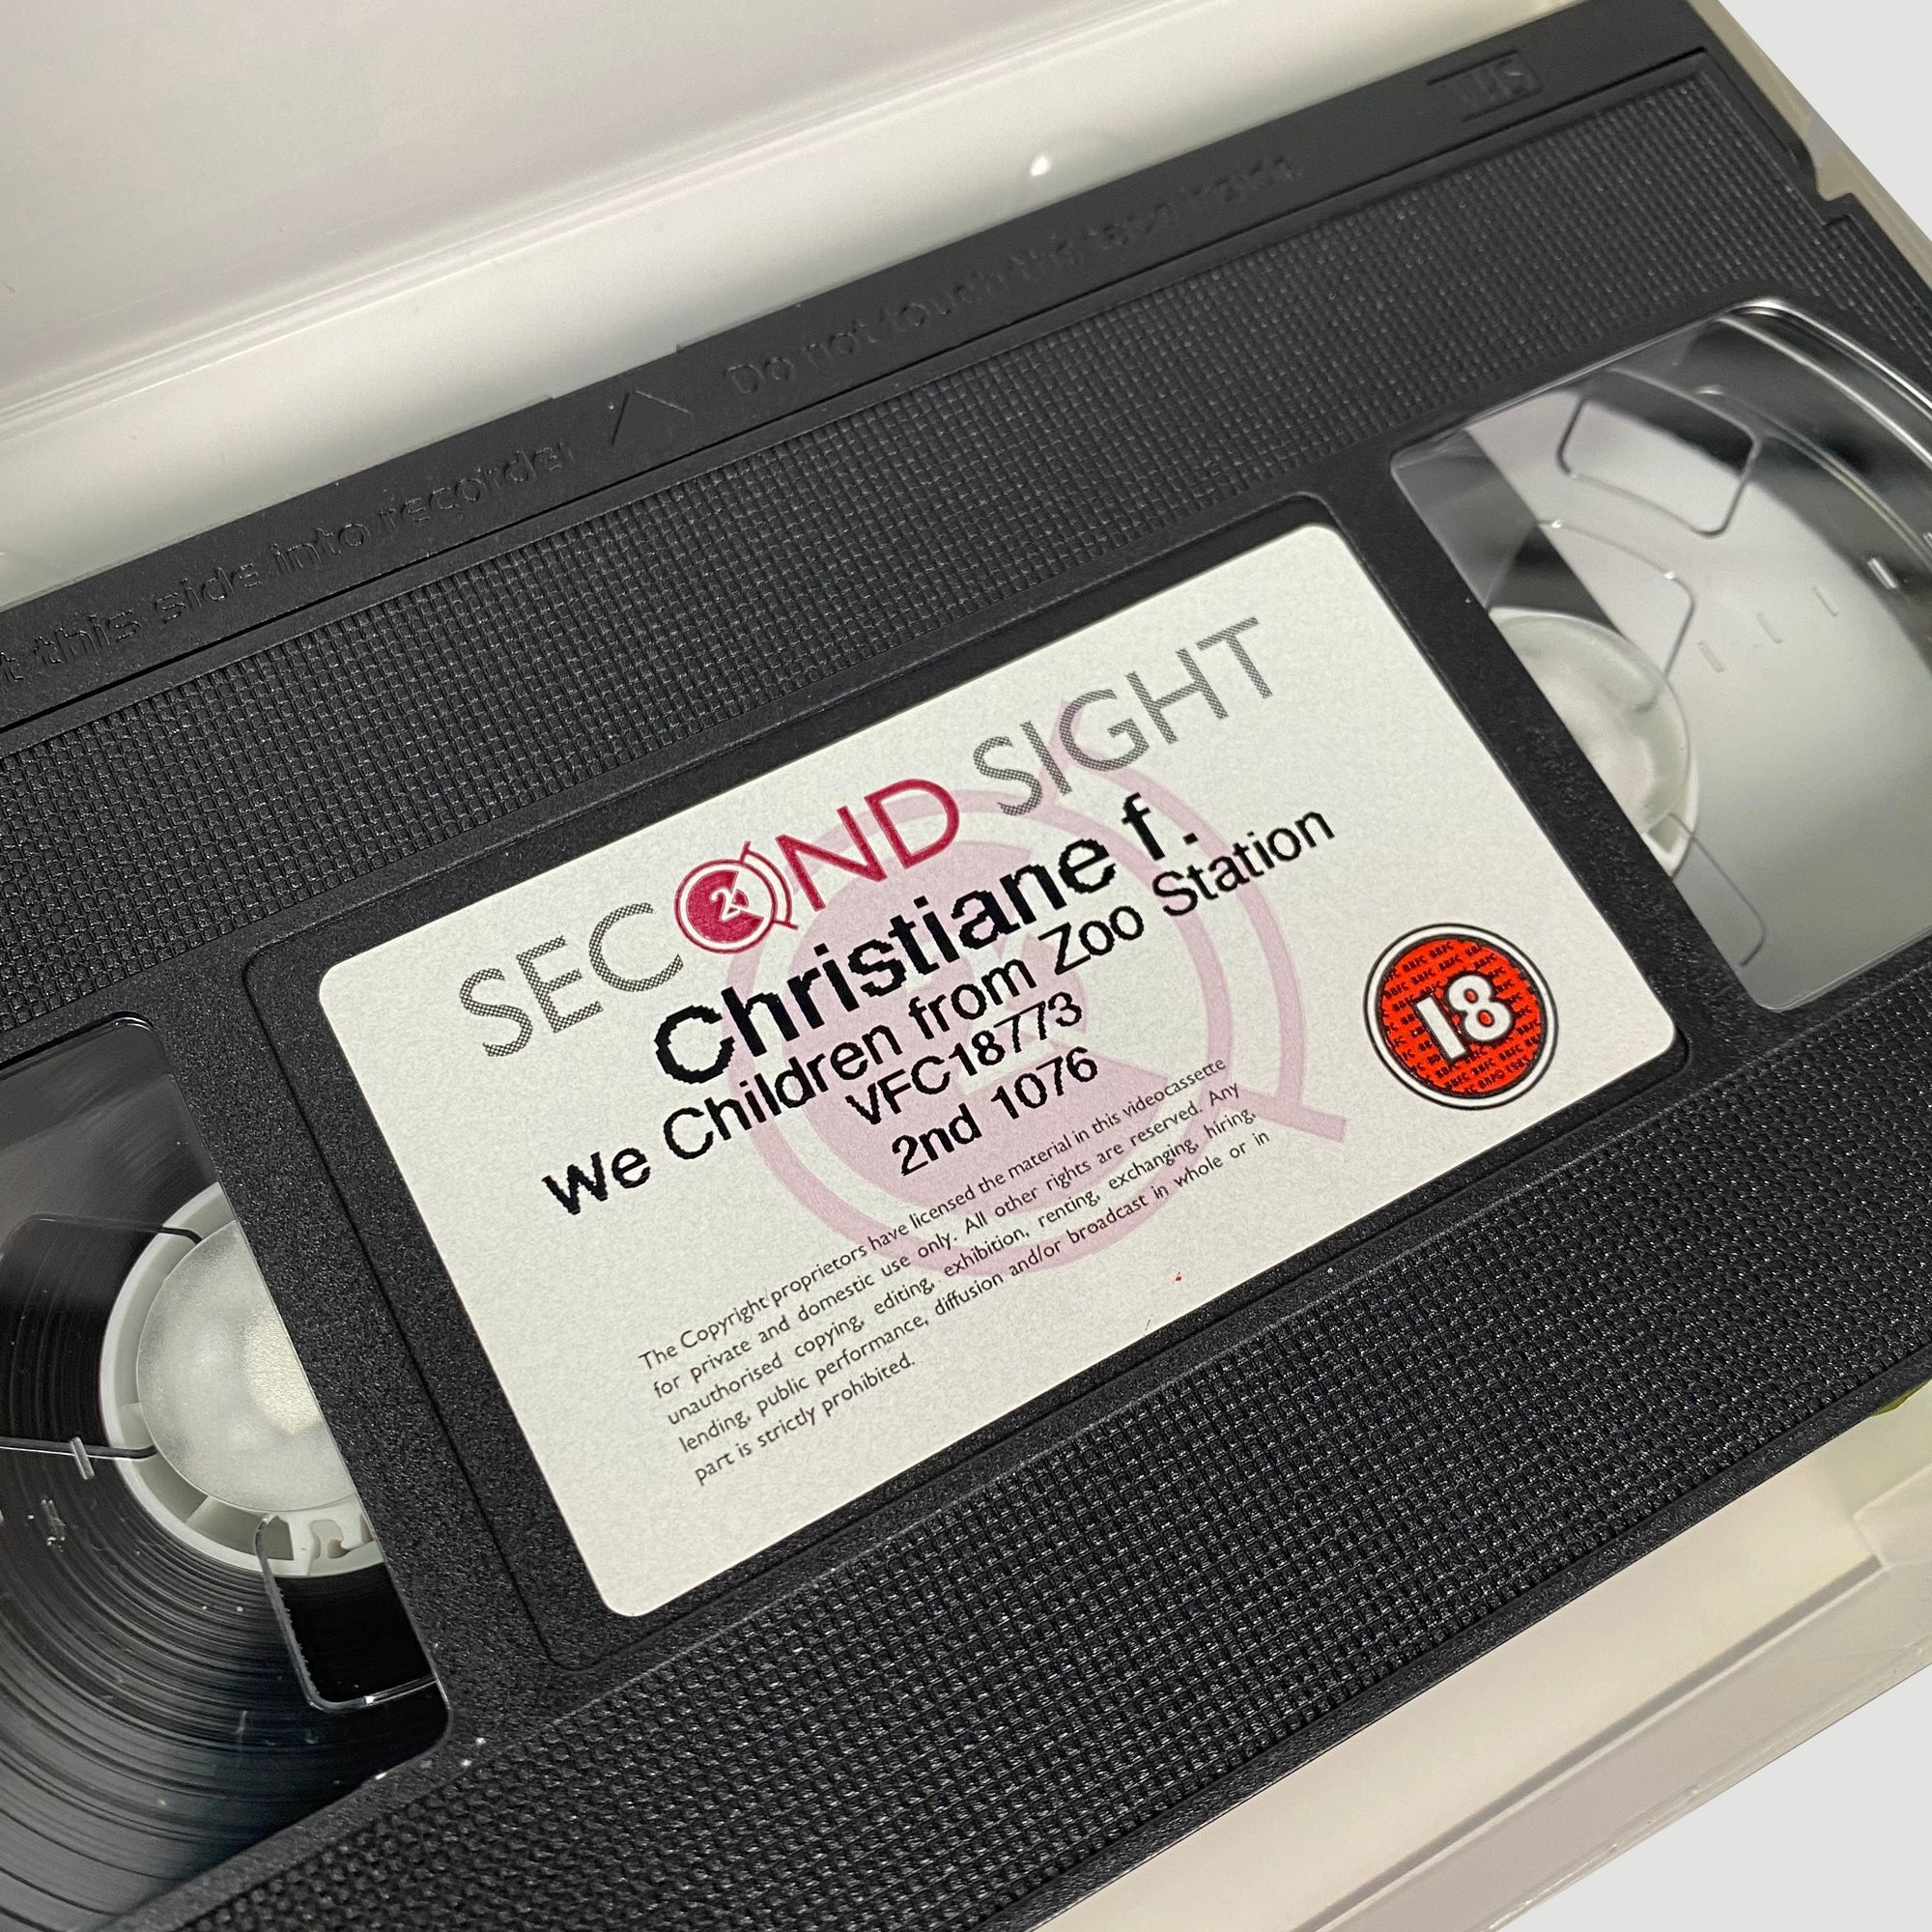 VHS
t this side into recorder Do not touch the tape inside
SECOND SIGHT
Christiane f.
We Children from Zoo Station
VFC18773
2nd 1076
18
The Copyright proprietors have licensed the material in this videocassette
for private and domestic use only. All other rights are reserved. Any
unauthorised copying, editing, exhibition, renting, exchanging, hiring,
lending, public performance, diffusion and/or broadcast in whole or in
part is strictly prohibited.